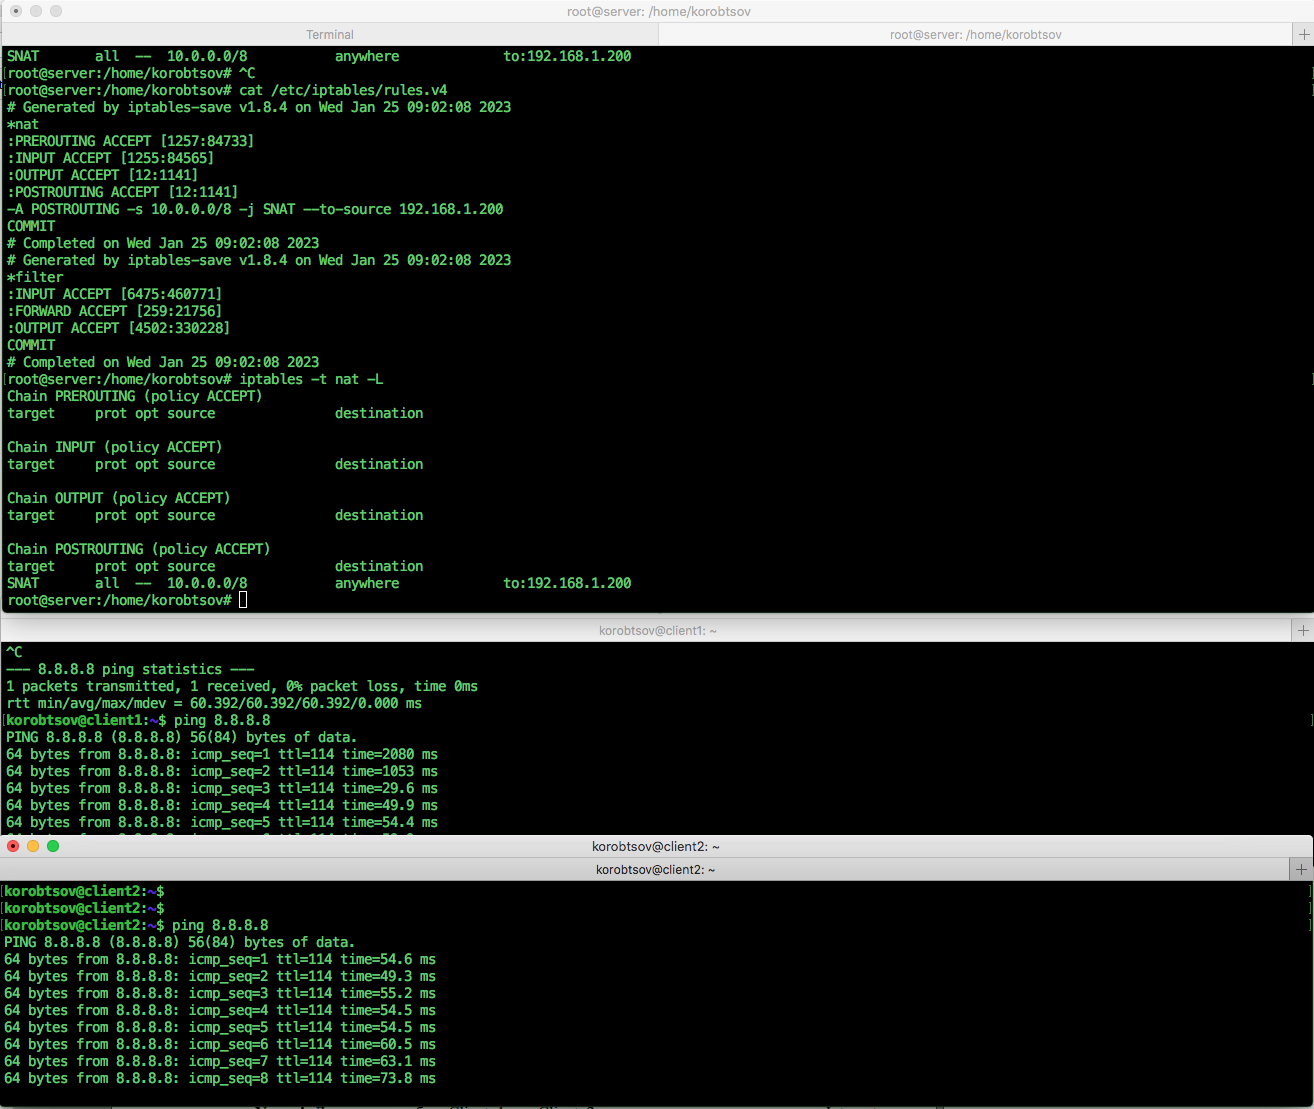 root@server: /home/korobtsov
Terminal
root@server: /home/korobtsov
SNAT all -- 10.0.0.0/8 anywhere to:192.168.1.200
[root@server:/home/korobtsov# ^C
[root@server:/home/korobtsov# cat /etc/iptables/rules.v4
# Generated by iptables-save v1.8.4 on Wed Jan 25 09:02:08 2023
*nat
:PREROUTING ACCEPT [1257:84733]
:INPUT ACCEPT [1255:84565]
:OUTPUT ACCEPT [12:1141]
:POSTROUTING ACCEPT [12:1141]
-A POSTROUTING -s 10.0.0.0/8 -j SNAT --to-source 192.168.1.200
COMMIT
# Completed on Wed Jan 25 09:02:08 2023
# Generated by iptables-save v1.8.4 on Wed Jan 25 09:02:08 2023
*filter
:INPUT ACCEPT [6475:460771]
:FORWARD ACCEPT [259:21756]
:OUTPUT ACCEPT [4502:330228]
COMMIT
# Completed on Wed Jan 25 09:02:08 2023
[root@server:/home/korobtsov# iptables -t nat -L
Chain PREROUTING (policy ACCEPT)
target prot opt source destination
Chain INPUT (policy ACCEPT)
target prot opt source destination
Chain OUTPUT (policy ACCEPT)
target prot opt source destination
Chain POSTROUTING (policy ACCEPT)
target prot opt source destination
SNAT all -- 10.0.0.0/8 anywhere to:192.168.1.200
root@server:/home/korobtsov#
korobtsov@client1: ~
^C
--- 8.8.8.8 ping statistics ---
1 packets transmitted, 1 received, 0% packet loss, time 0ms
rtt min/avg/max/mdev = 60.392/60.392/60.392/0.000 ms
[korobtsov@client1:~$ ping 8.8.8.8
PING 8.8.8.8 (8.8.8.8) 56(84) bytes of data.
64 bytes from 8.8.8.8: icmp_seq=1 ttl=114 time=2080 ms
64 bytes from 8.8.8.8: icmp_seq=2 ttl=114 time=1053 ms
64 bytes from 8.8.8.8: icmp_seq=3 ttl=114 time=29.6 ms
64 bytes from 8.8.8.8: icmp_seq=4 ttl=114 time=49.9 ms
64 bytes from 8.8.8.8: icmp_seq=5 ttl=114 time=54.4 ms
korobtsov@client2: ~
korobtsov@client2: ~
[korobtsov@client2:~$
[korobtsov@client2:~$
[korobtsov@client2:~$ ping 8.8.8.8
PING 8.8.8.8 (8.8.8.8) 56(84) bytes of data.
64 bytes from 8.8.8.8: icmp_seq=1 ttl=114 time=54.6 ms
64 bytes from 8.8.8.8: icmp_seq=2 ttl=114 time=49.3 ms
64 bytes from 8.8.8.8: icmp_seq=3 ttl=114 time=55.2 ms
64 bytes from 8.8.8.8: icmp_seq=4 ttl=114 time=54.5 ms
64 bytes from 8.8.8.8: icmp_seq=5 ttl=114 time=54.5 ms
64 bytes from 8.8.8.8: icmp_seq=6 ttl=114 time=60.5 ms
64 bytes from 8.8.8.8: icmp_seq=7 ttl=114 time=63.1 ms
64 bytes from 8.8.8.8: icmp_seq=8 ttl=114 time=73.8 ms